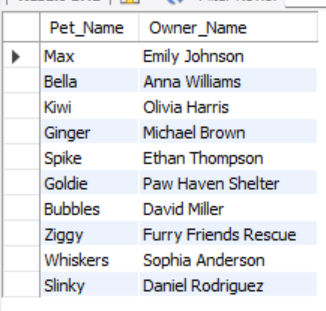 Pet_Name Owner_Name
Max Emily Johnson
Bella Anna Williams
Kiwi Olivia Harris
Ginger Michael Brown
Spike Ethan Thompson
Goldie Paw Haven Shelter
Bubbles David Miller
Ziggy Furry Friends Rescue
Whiskers Sophia Anderson
Slinky Daniel Rodriguez